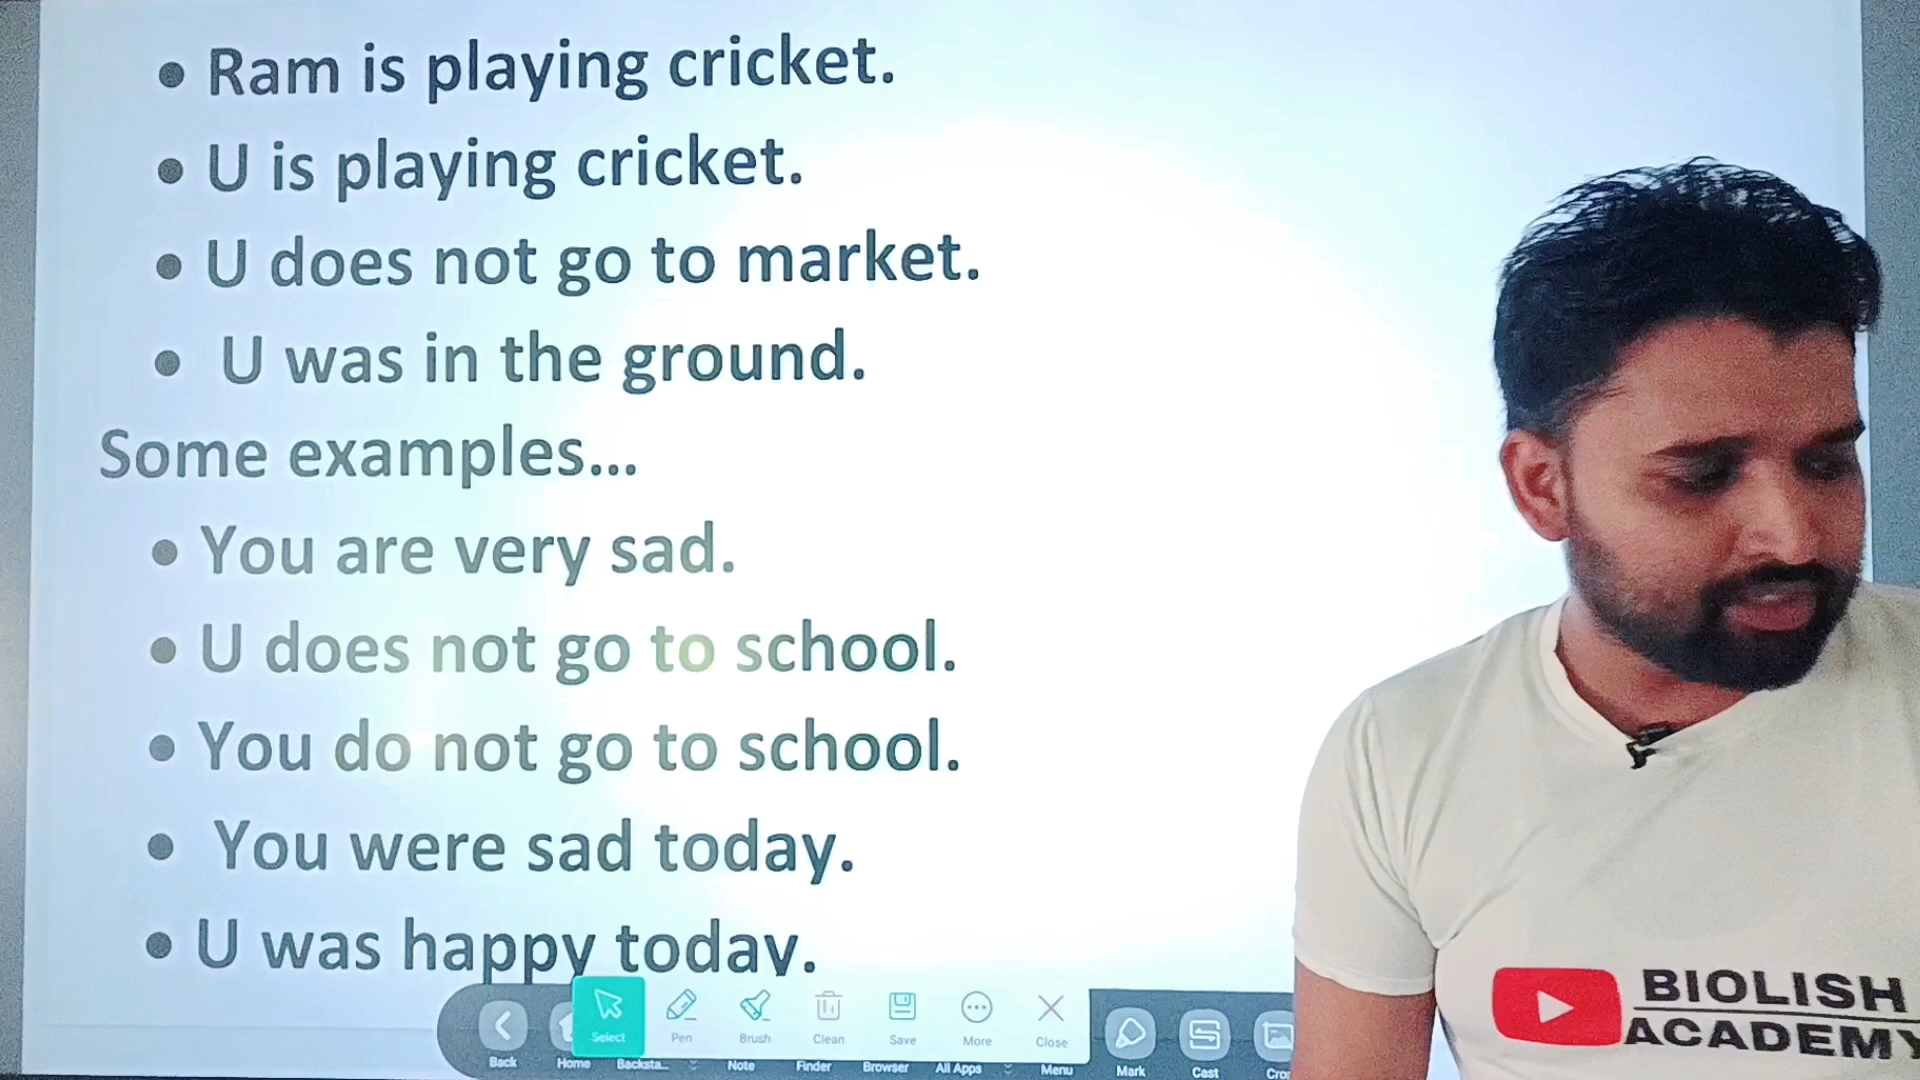 • Ram is playing cricket.
• U is playing cricket.
• U does not go to market.
• U was in the ground.
Some examples...
• You are very sad.
• U does not go to school.
• You do not go to school.
• You were sad today.
• U was happy today.
Select Pen Brush Clean Save More Close
Back Home Backsta... Note Finder Browser All Apps Menu Mark Cast
BIOLISH
ACADEMY